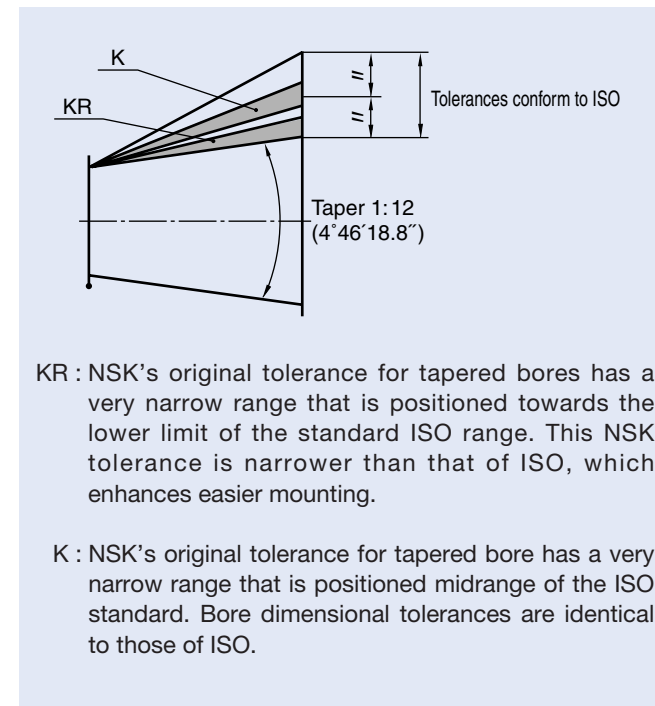 K
KR
=
=
Tolerances conform to ISO
Taper 1:12
(4°46′18.8″)
KR : NSK’s original tolerance for tapered bores has a
very narrow range that is positioned towards the
lower limit of the standard ISO range. This NSK
tolerance is narrower than that of ISO, which
enhances easier mounting.
K : NSK’s original tolerance for tapered bore has a very
narrow range that is positioned midrange of the ISO
standard. Bore dimensional tolerances are identical
to those of ISO.